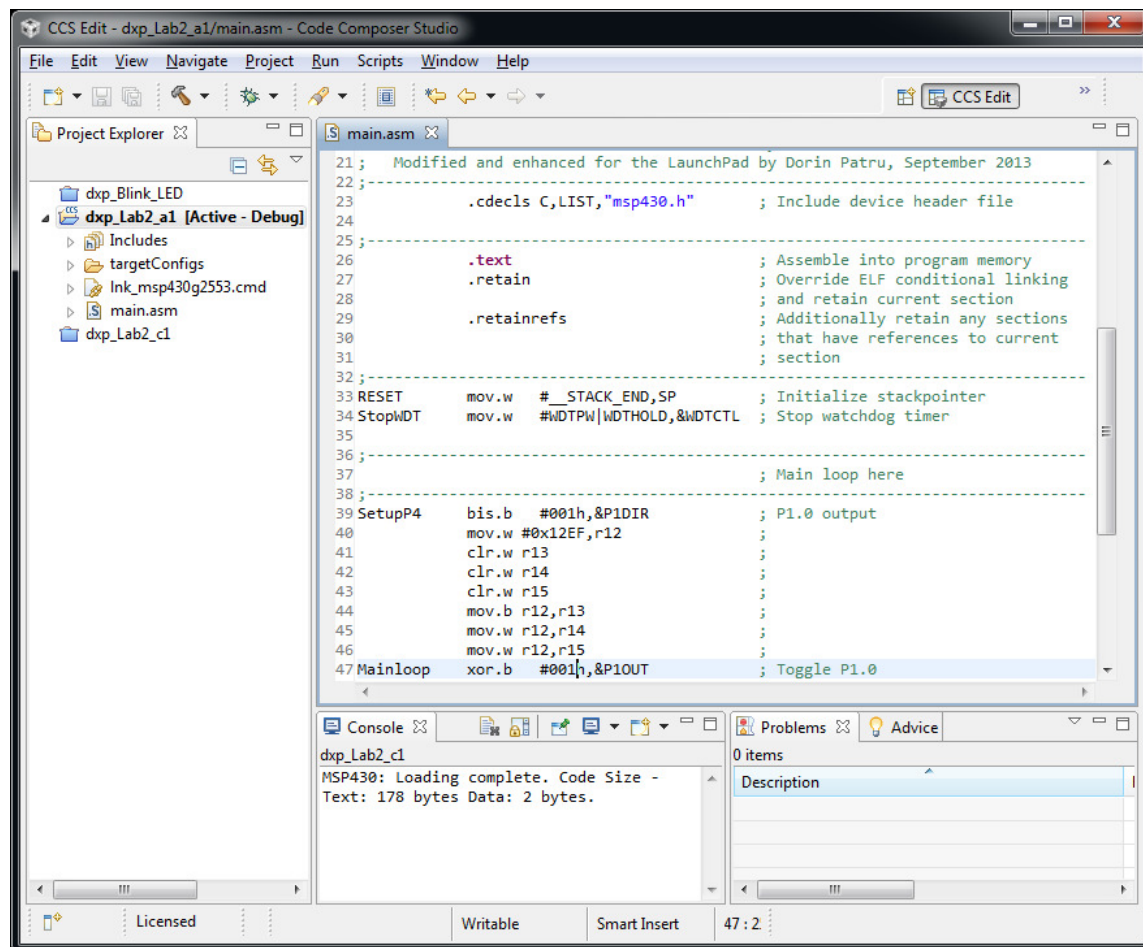 CCS Edit - dxp_Lab2_a1/main.asm - Code Composer Studio
File Edit View Navigate Project Run Scripts Window Help
CCS Edit
Project Explorer
dxp_Blink_LED
dxp_Lab2_a1 [Active - Debug]
Includes
targetConfigs
lnk_msp430g2553.cmd
main.asm
dxp_Lab2_c1
main.asm
21 ;   Modified and enhanced for the LaunchPad by Dorin Patru, September 2013
22 ;-------------------------------------------------------------------------------
23             .cdecls C,LIST,"msp430.h"       ; Include device header file
24
25 ;-------------------------------------------------------------------------------
26             .text                           ; Assemble into program memory
27             .retain                         ; Override ELF conditional linking
28                                             ; and retain current section
29             .retainrefs                     ; Additionally retain any sections
30                                             ; that have references to current
31                                             ; section
32 ;-------------------------------------------------------------------------------
33 RESET       mov.w   #__STACK_END,SP         ; Initialize stackpointer
34 StopWDT     mov.w   #WDTPW|WDTHOLD,&WDTCTL  ; Stop watchdog timer
35
36 ;-------------------------------------------------------------------------------
37                                             ; Main loop here
38 ;-------------------------------------------------------------------------------
39 SetupP4     bis.b   #001h,&P1DIR            ; P1.0 output
40             mov.w #0x12EF,r12               ;
41             clr.w r13                       ;
42             clr.w r14                       ;
43             clr.w r15                       ;
44             mov.b r12,r13                   ;
45             mov.w r12,r14                   ;
46             mov.w r12,r15                   ;
47 Mainloop    xor.b   #001h,&P1OUT            ; Toggle P1.0
Console
dxp_Lab2_c1
MSP430: Loading complete. Code Size -
Text: 178 bytes Data: 2 bytes.
Problems Advice
0 items
Description
Licensed Writable Smart Insert 47 : 2